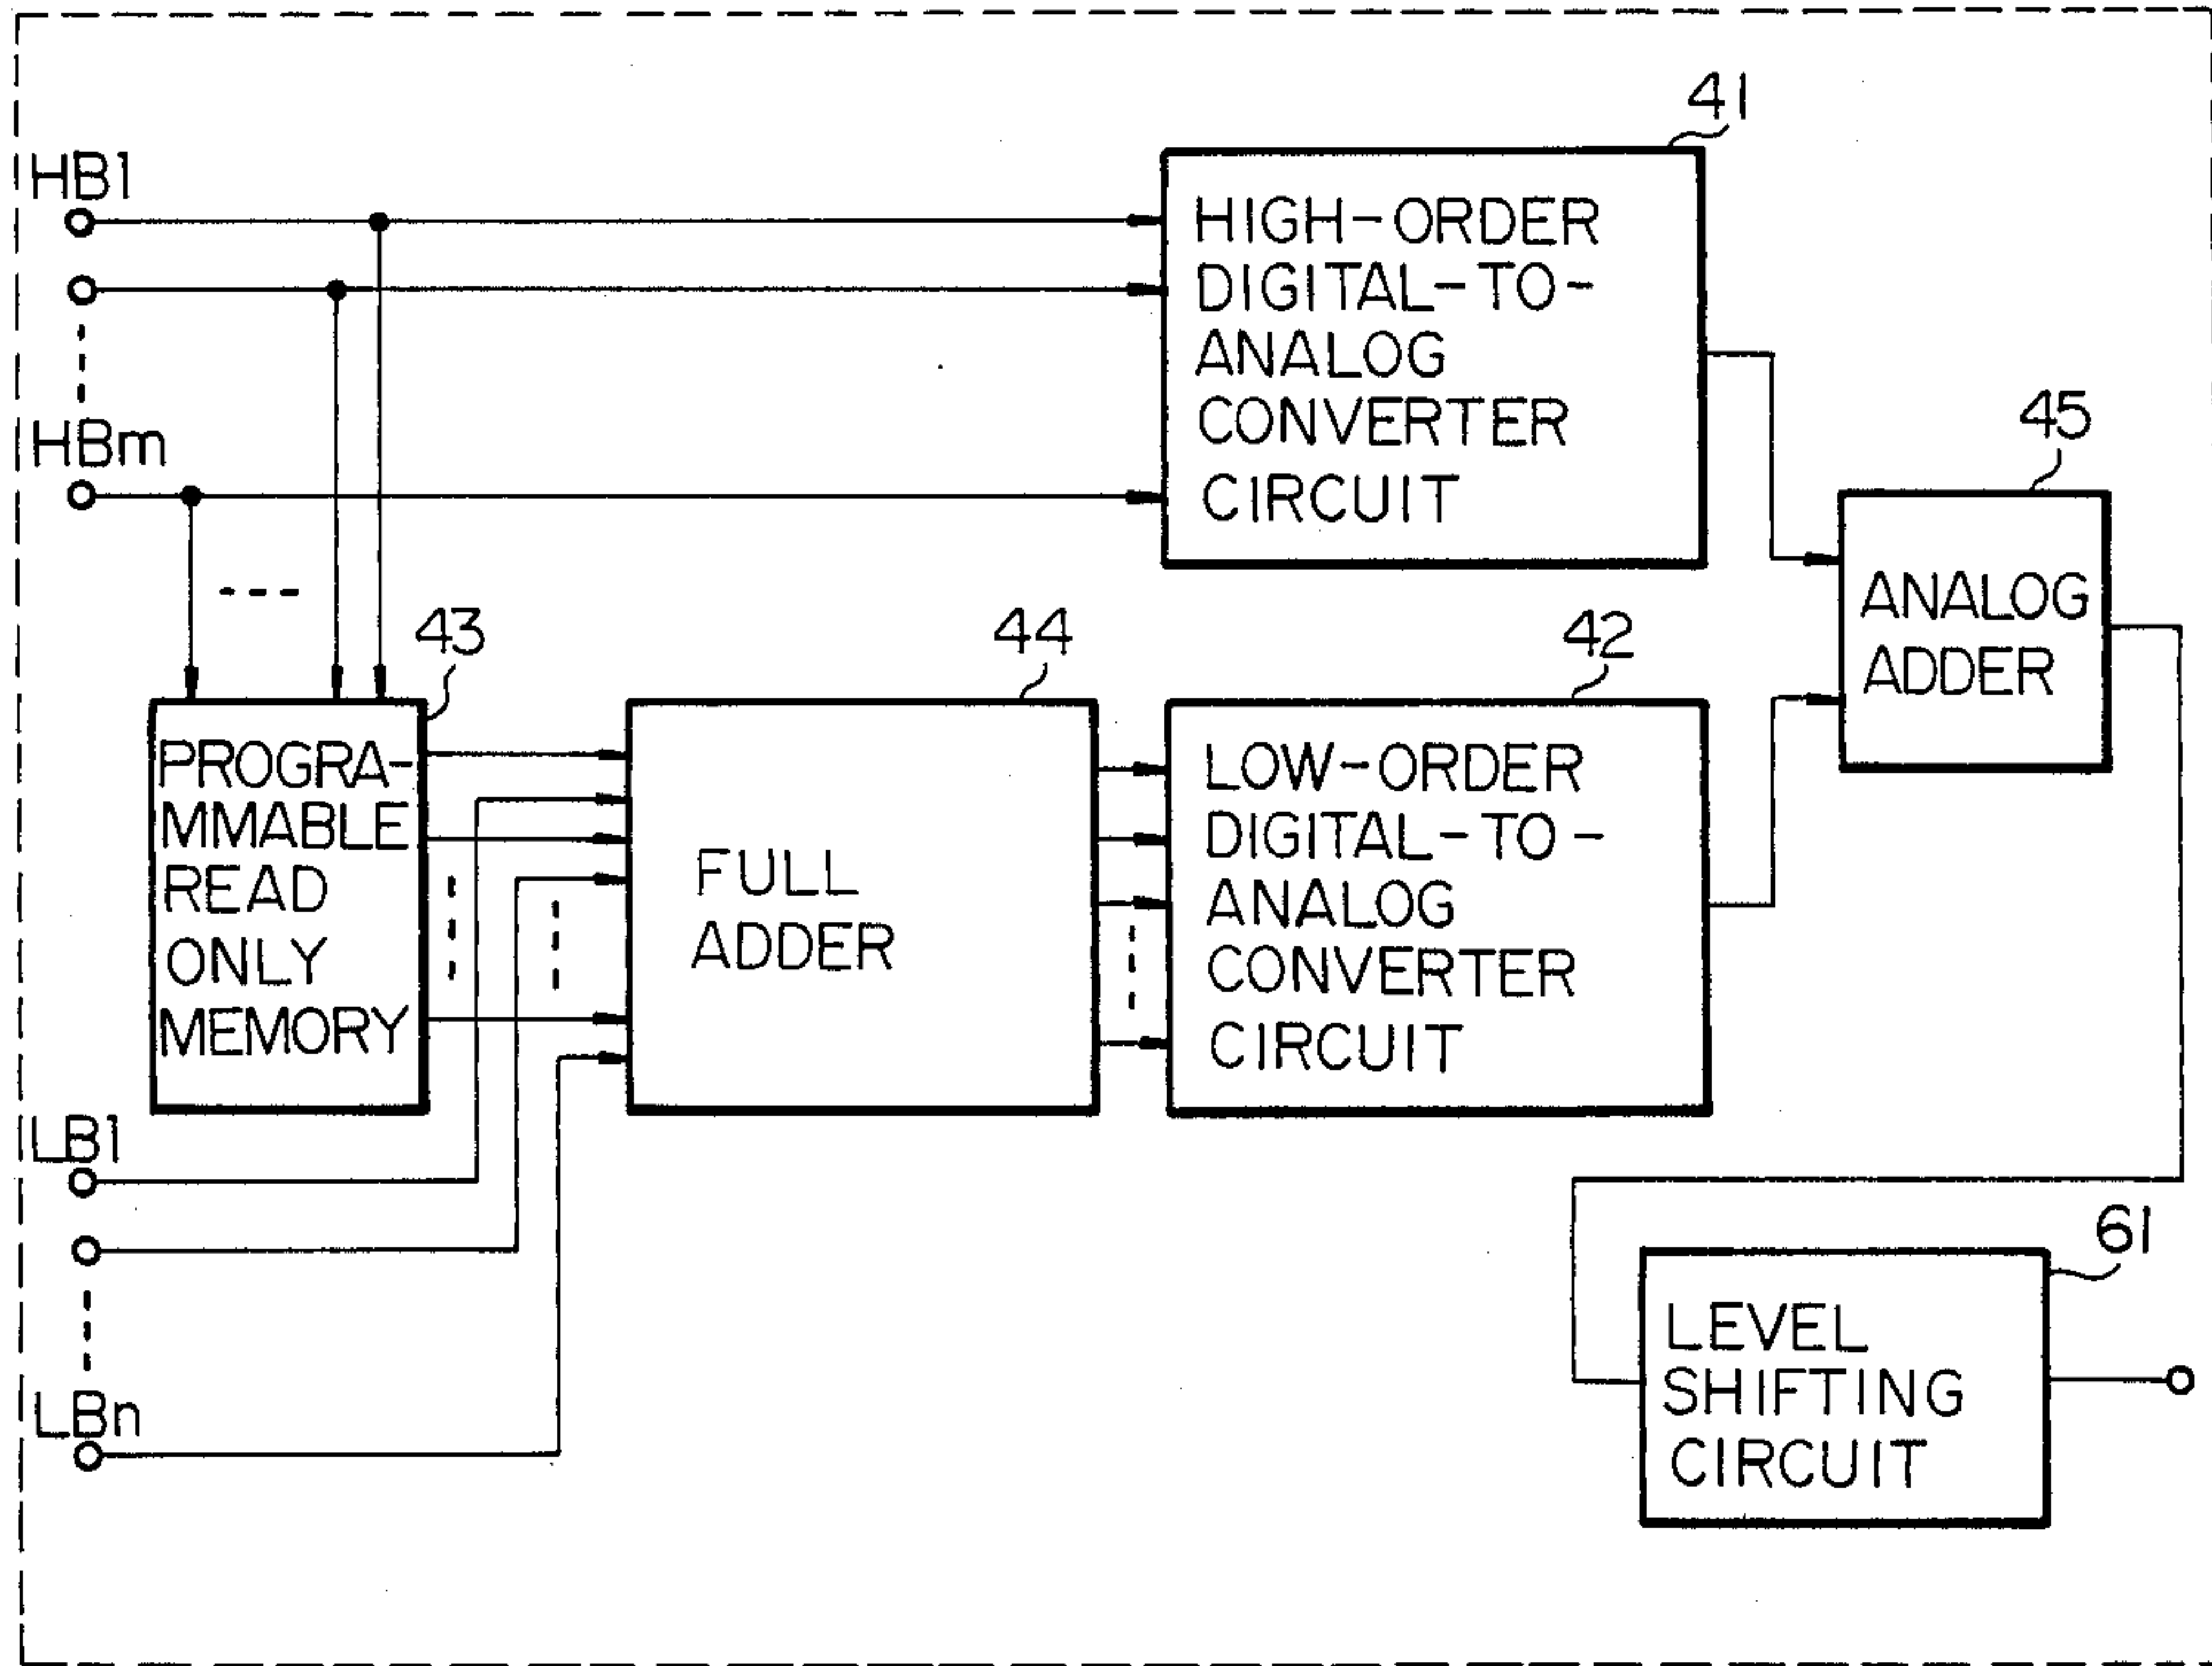 41
HB1
HIGH-ORDER
DIGITAL-TO-
ANALOG
CONVERTER
CIRCUIT
HBm
45
ANALOG
ADDER
43
44
42
PROGRA-
MMABLE
READ
ONLY
MEMORY
FULL
ADDER
LOW-ORDER
DIGITAL-TO-
ANALOG
CONVERTER
CIRCUIT
LB1
LBn
61
LEVEL
SHIFTING
CIRCUIT